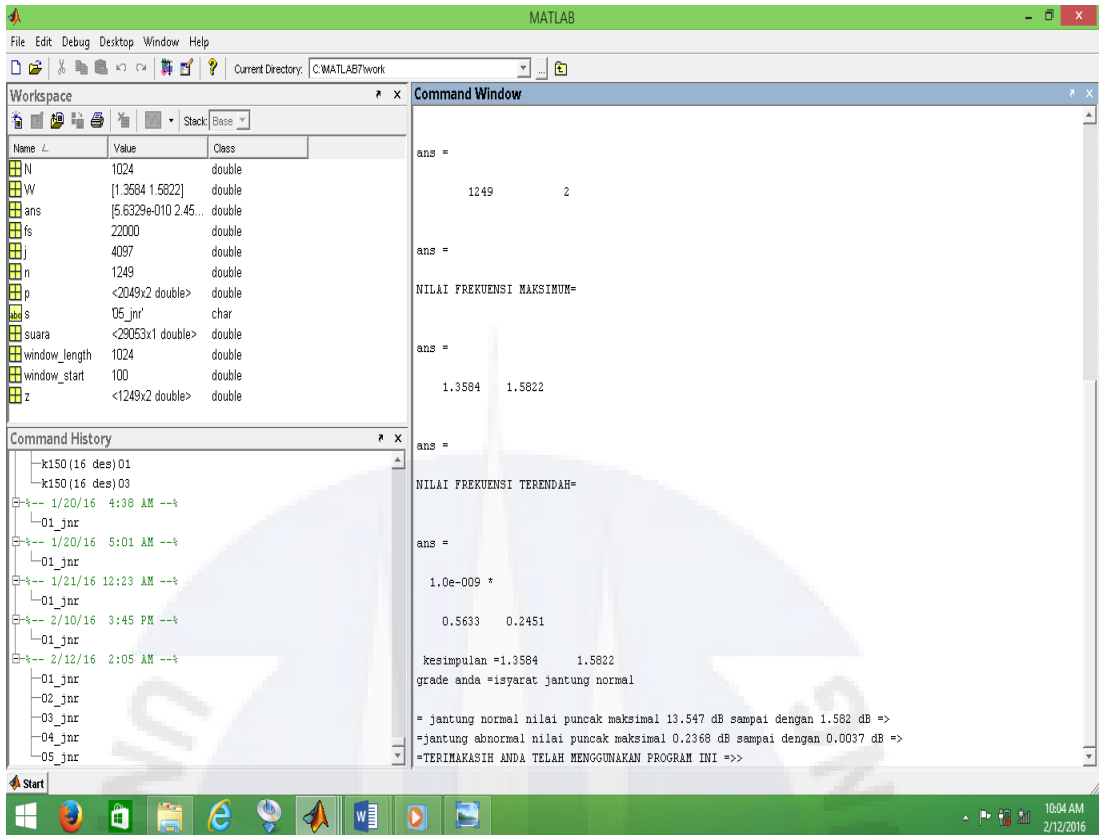 MATLAB
File Edit Debug Desktop Window Help
Current Directory: C:\MATLAB7\work
Workspace
Stack: Base
Name Value Class
N 1024 double
W [1.3584 1.5822] double
ans [5.6329e-010 2.45... double
fs 22000 double
j 4097 double
n 1249 double
p <2049x2 double> double
abc s '05_jnr' char
suara <29053x1 double> double
window_length 1024 double
window_start 100 double
z <1249x2 double> double
Command History
k150(16 des)01
k150(16 des)03
%-- 1/20/16 4:38 AM --%
01_jnr
%-- 1/20/16 5:01 AM --%
01_jnr
%-- 1/21/16 12:23 AM --%
01_jnr
%-- 2/10/16 3:45 PM --%
01_jnr
%-- 2/12/16 2:05 AM --%
01_jnr
02_jnr
03_jnr
04_jnr
05_jnr
Command Window
ans =
1249 2
ans =
NILAI FREKUENSI MAKSIMUM=
ans =
1.3584 1.5822
ans =
NILAI FREKUENSI TERENDAH=
ans =
1.0e-009 *
0.5633 0.2451
kesimpulan =1.3584 1.5822
grade anda =isyarat jantung normal
= jantung normal nilai puncak maksimal 13.547 dB sampai dengan 1.582 dB =>
=jantung abnormal nilai puncak maksimal 0.2368 dB sampai dengan 0.0037 dB =>
=TERIMAKASIH ANDA TELAH MENGGUNAKAN PROGRAM INI =>>
Start
10:04 AM
2/12/2016